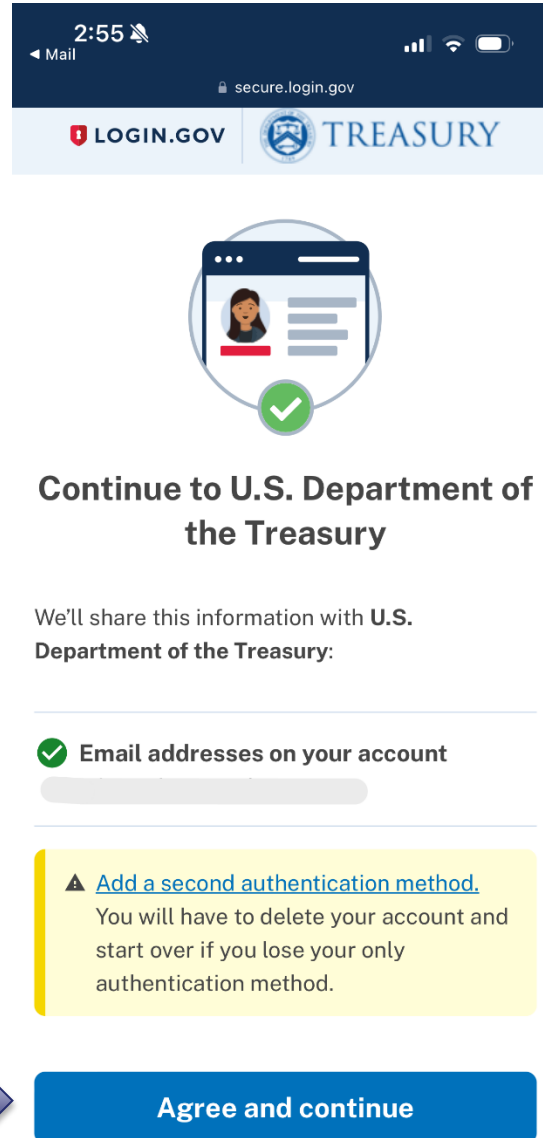 2:55
◀ Mail
secure.login.gov
LOGIN.GOV
TREASURY
Continue to U.S. Department of
the Treasury
We'll share this information with U.S.
Department of the Treasury:
Email addresses on your account
Add a second authentication method.
You will have to delete your account and
start over if you lose your only
authentication method.
Agree and continue